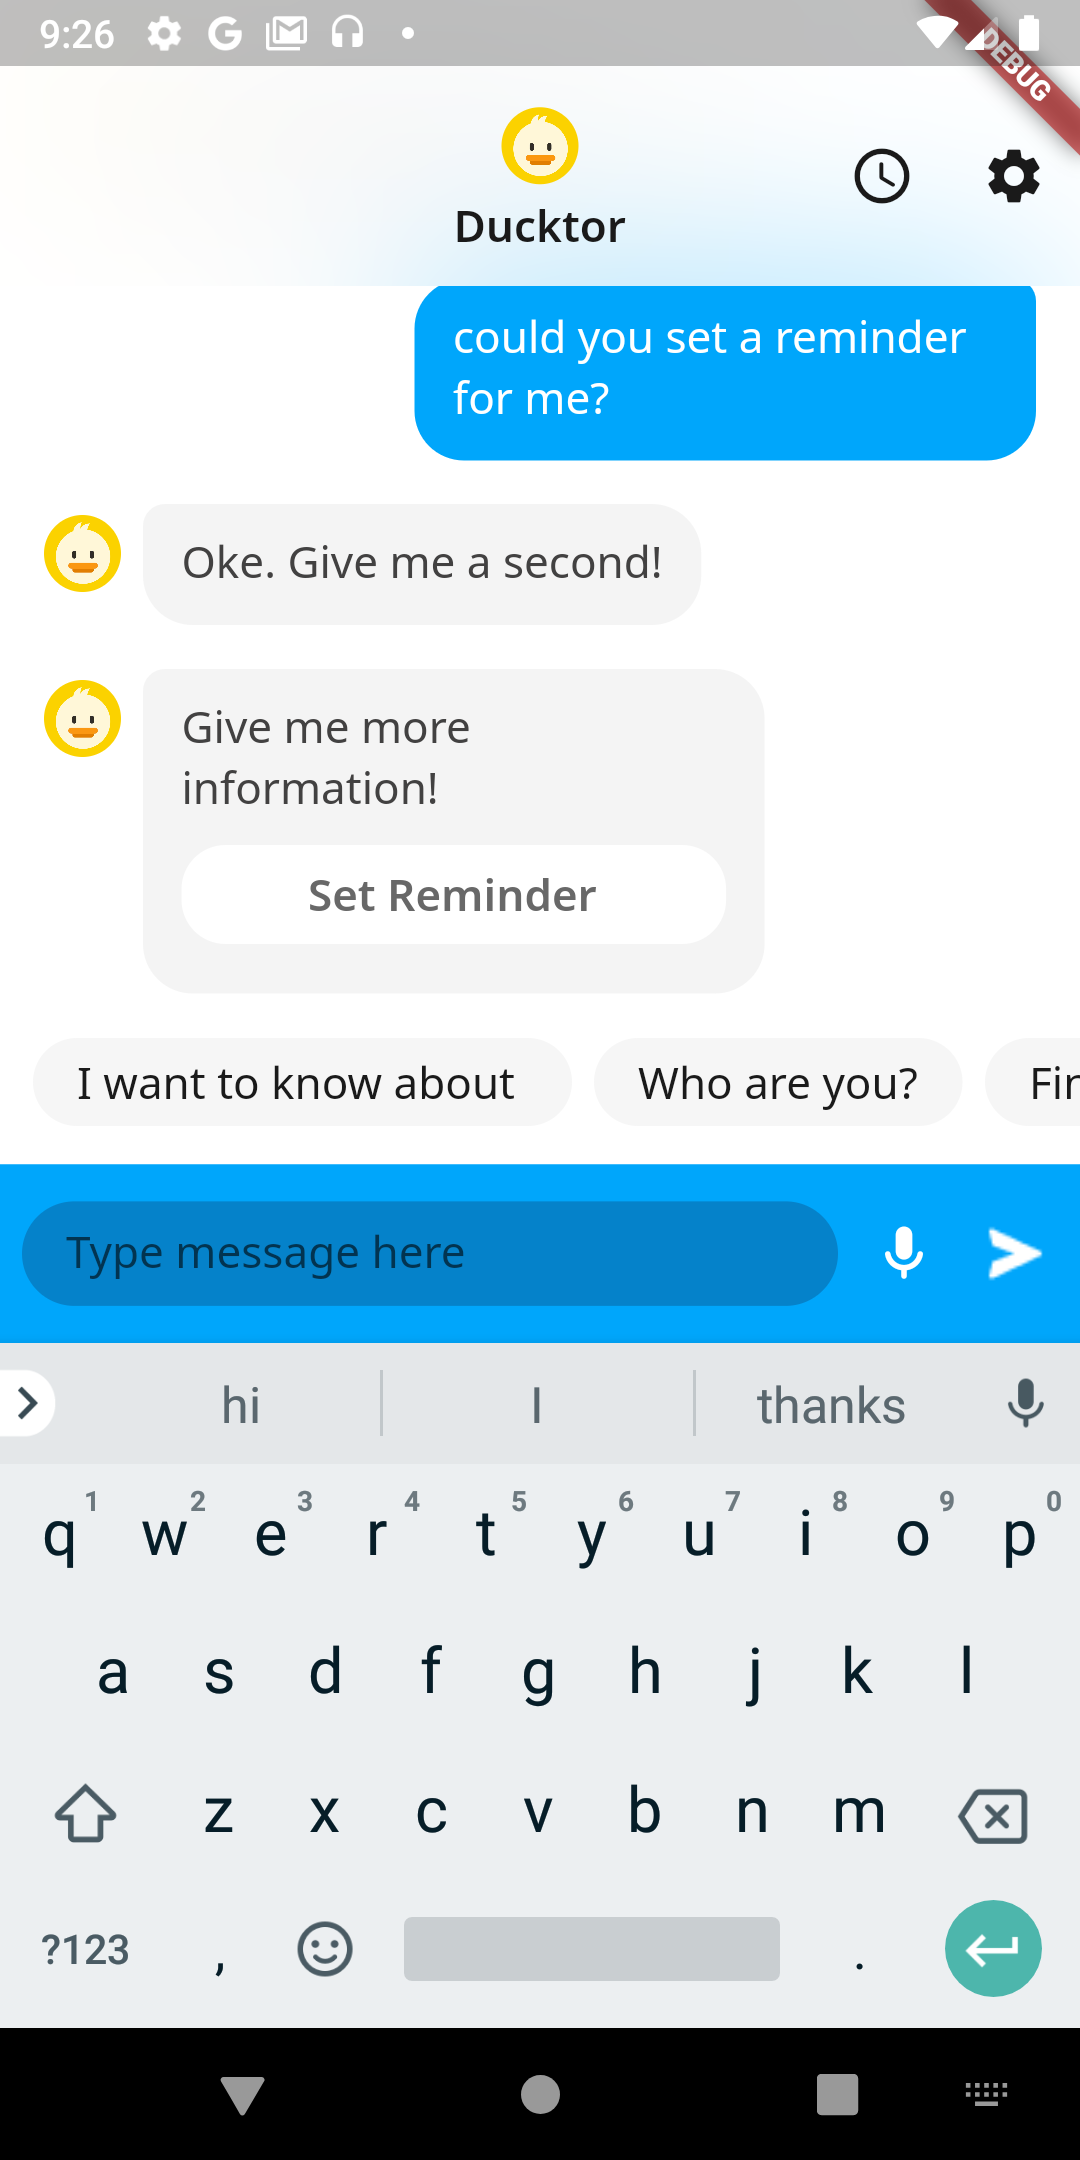 9:26
DEBUG
Ducktor
could you set a reminder
for me?
Oke. Give me a second!
Give me more
information!
Set Reminder
I want to know about
Who are you?
Fin
Type message here
hi
I
thanks
1 2 3 4 5 6 7 8 9 0
q w e r t y u i o p
a s d f g h j k l
z x c v b n m
?123 , .